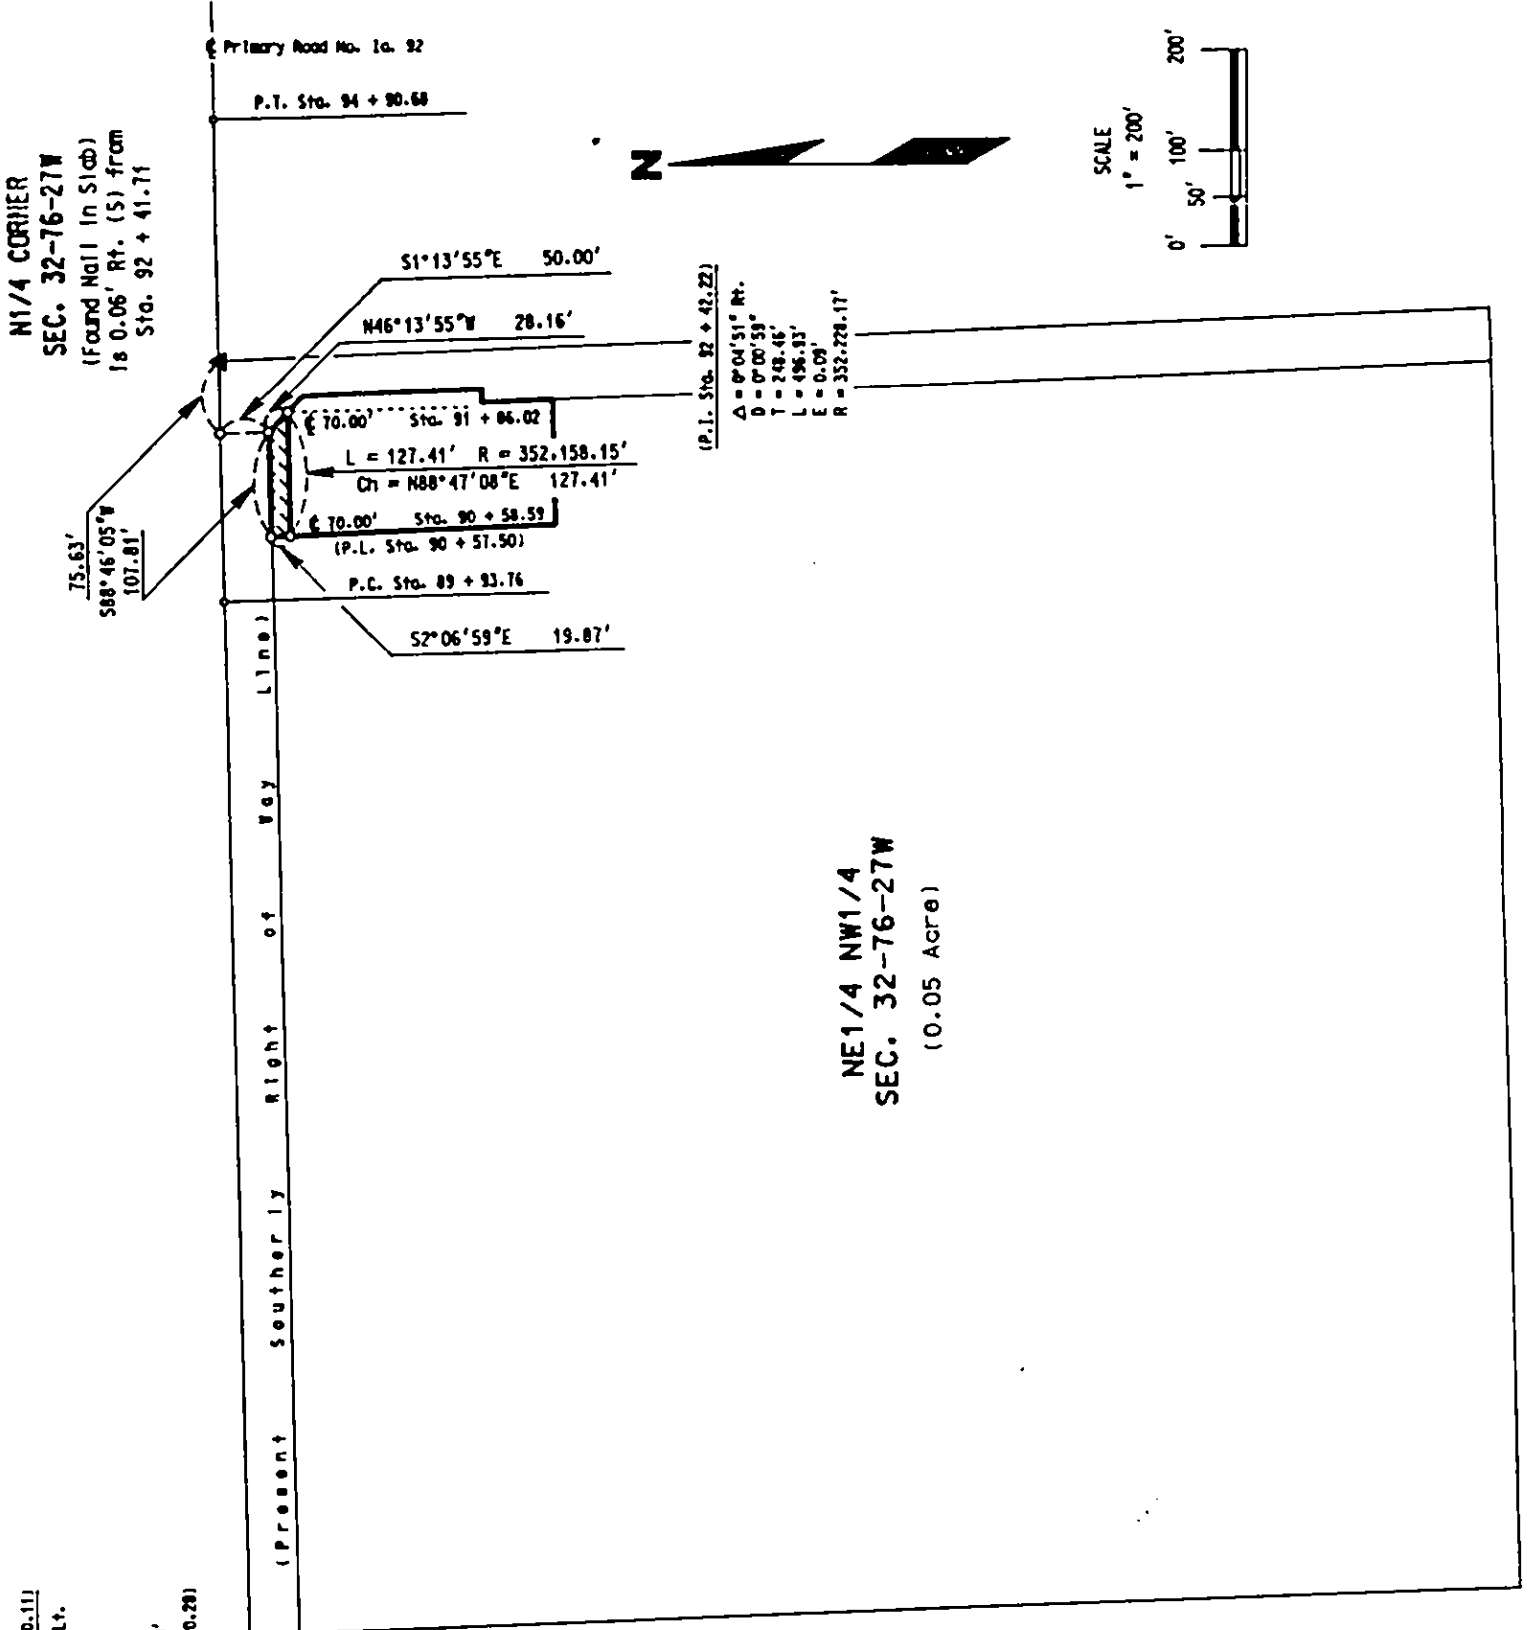 N1/4 CORNER
SEC. 32-76-27W
(Found Nail In Slab)
Is 0.06' Rt. (S) from
Sta. 92 + 41.71
℄ Primary Road No. Ia. 92
P.T. Sta. 94 + 90.68
N
SCALE
1" = 200'
0' 50' 100' 200'
S1°13'55"E 50.00'
N46°13'55"W 28.16'
(P.I. Sta. 92 + 42.22)
Δ = 0°04'51" Rt.
D = 0°00'59"
T = 248.46'
L = 496.93'
E = 0.09'
R = 352,228.17'
75.63'
S88°46'05"W
107.81'
℄ 70.00' Sta. 91 + 86.02
L = 127.41' R = 352,158.15'
Ch = N88°47'08"E 127.41'
℄ 70.00' Sta. 90 + 58.59
(P.L. Sta. 90 + 57.50)
P.C. Sta. 89 + 93.76
S2°06'59"E 19.87'
(Present Southerly Right of Way Line)
NE1/4 NW1/4
SEC. 32-76-27W
(0.05 Acre)
0.11)
Lt.
'
0.28)